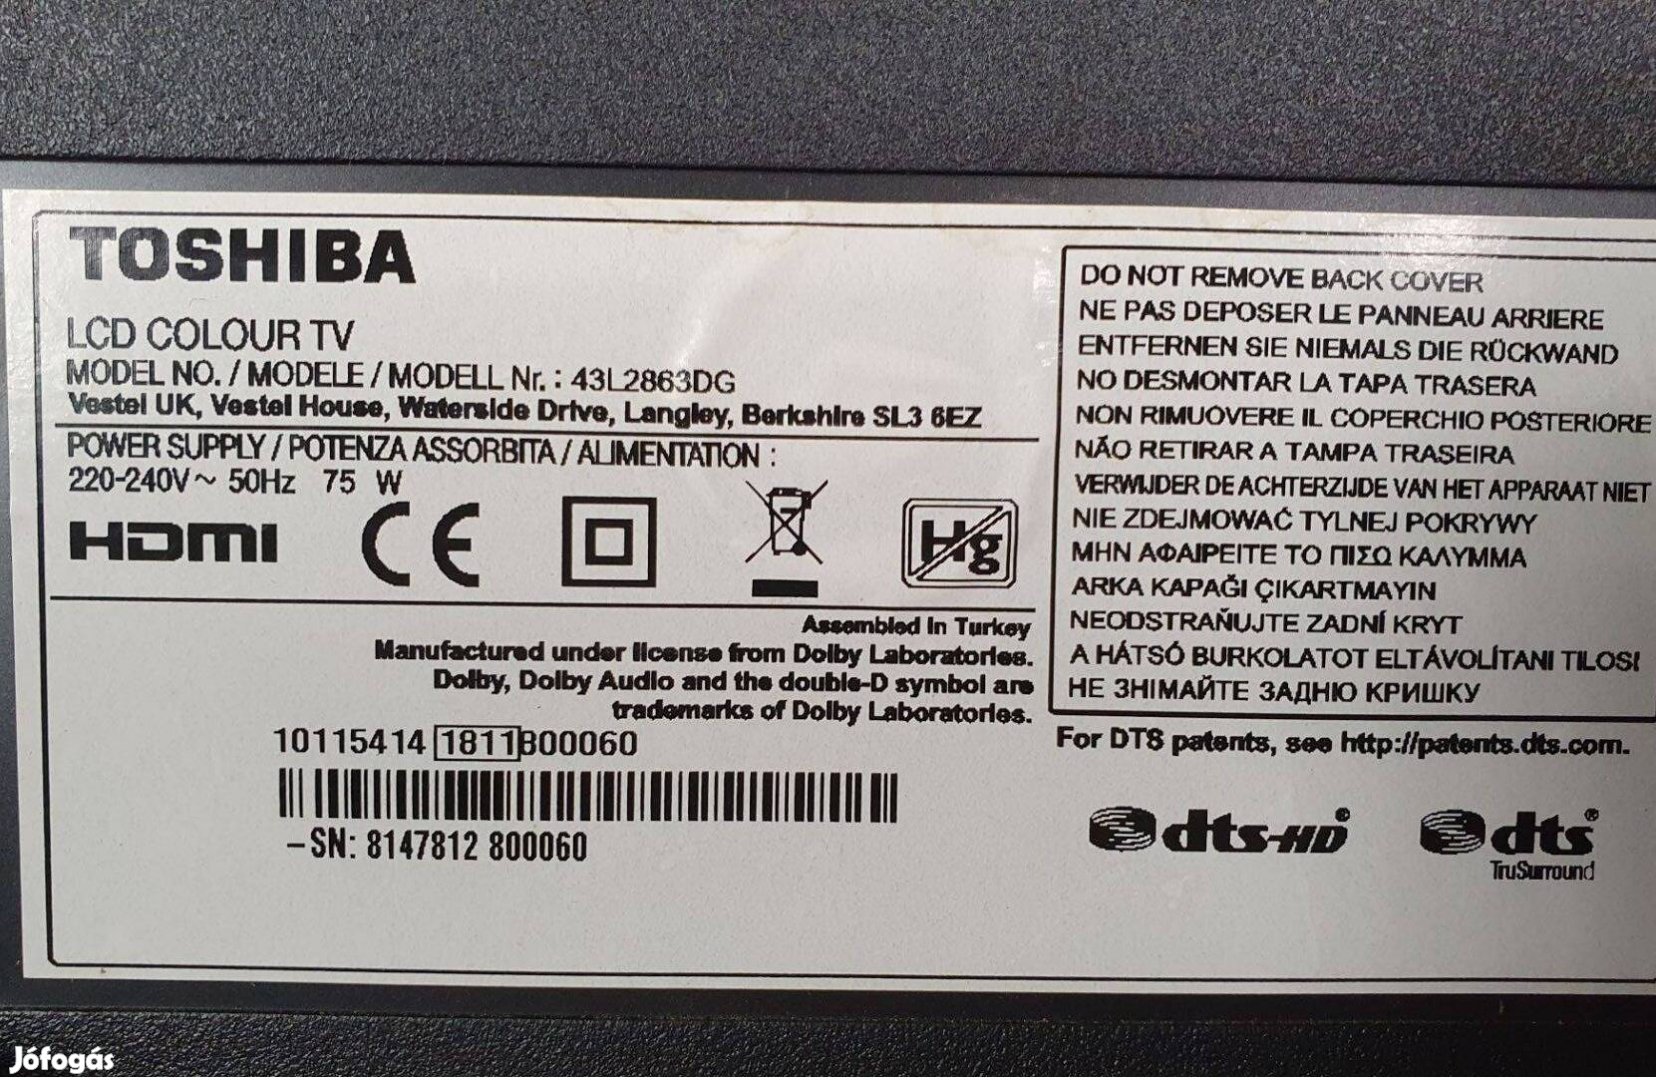 TOSHIBA
LCD COLOUR TV
MODEL NO. / MODELE / MODELL Nr. : 43L2863DG
Vestel UK, Vestel House, Waterside Drive, Langley, Berkshire SL3 6EZ
POWER SUPPLY / POTENZA ASSORBITA / ALIMENTATION :
220-240V ~ 50Hz 75 W
HDMI CE Hg
Assembled in Turkey
Manufactured under license from Dolby Laboratories.
Dolby, Dolby Audio and the double-D symbol are
trademarks of Dolby Laboratories.
10115414 1811800060
-SN: 8147812 800060
DO NOT REMOVE BACK COVER
NE PAS DEPOSER LE PANNEAU ARRIERE
ENTFERNEN SIE NIEMALS DIE RÜCKWAND
NO DESMONTAR LA TAPA TRASERA
NON RIMUOVERE IL COPERCHIO POSTERIORE
NÃO RETIRAR A TAMPA TRASEIRA
VERWIJDER DE ACHTERZIJDE VAN HET APPARAAT NIET
NIE ZDEJMOWAĆ TYLNEJ POKRYWY
ΜΗΝ ΑΦΑΙΡΕΙΤΕ ΤΟ ΠΙΣΩ ΚΑΛΥΜΜΑ
ARKA KAPAĞI ÇIKARTMAYIN
NEODSTRAŇUJTE ZADNÍ KRYT
A HÁTSÓ BURKOLATOT ELTÁVOLÍTANI TILOS!
НЕ ЗНІМАЙТЕ ЗАДНЮ КРИШКУ
For DTS patents, see http://patents.dts.com.
dts-HD®
dts®
TruSurround
Jófogás